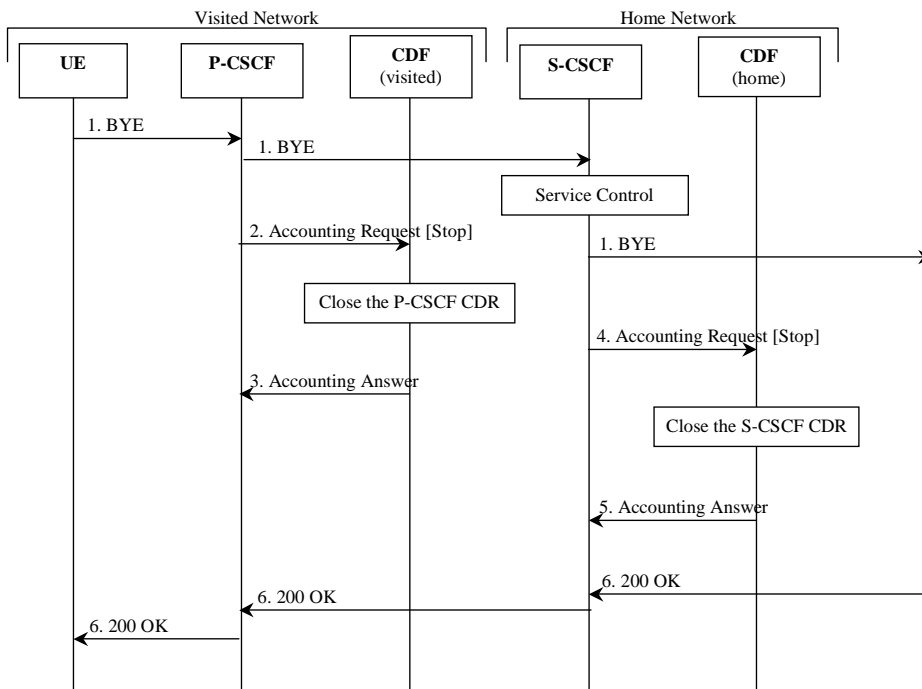 Visited Network
Home Network
UE
P-CSCF
CDF
(visited)
S-CSCF
CDF
(home)
1. BYE
1. BYE
Service Control
2. Accounting Request [Stop]
1. BYE
Close the P-CSCF CDR
4. Accounting Request [Stop]
3. Accounting Answer
Close the S-CSCF CDR
5. Accounting Answer
6. 200 OK
6. 200 OK
6. 200 OK